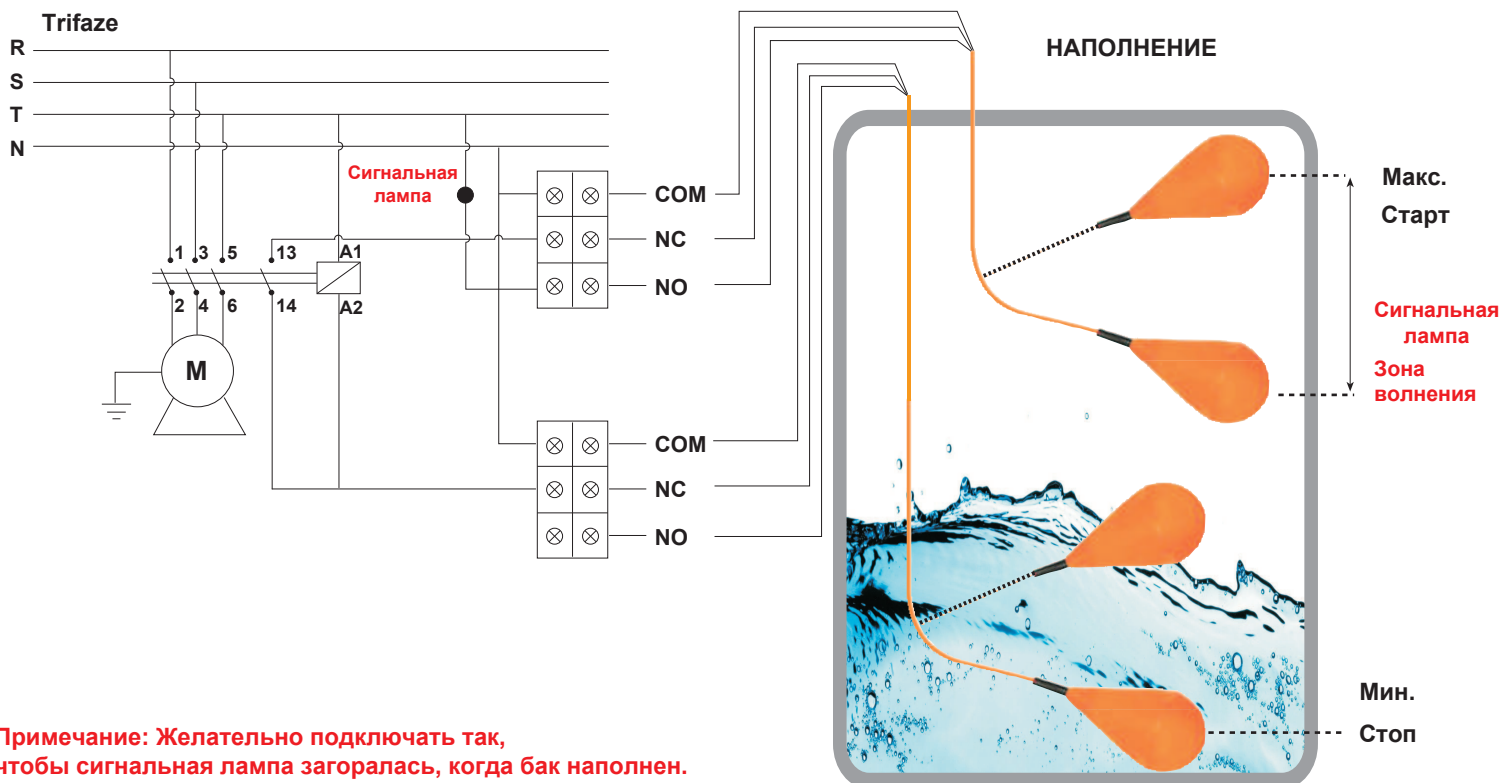 Trifaze
R
S
T
N
НАПОЛНЕНИЕ
Сигнальная
лампа
COM
NC
NO
1 3 5 13 A1
2 4 6 14 A2
M
COM
NC
NO
Макс.
Старт
Сигнальная
лампа
Зона
волнения
Мин.
Стоп
Примечание: Желательно подключать так,
чтобы сигнальная лампа загоралась, когда бак наполнен.